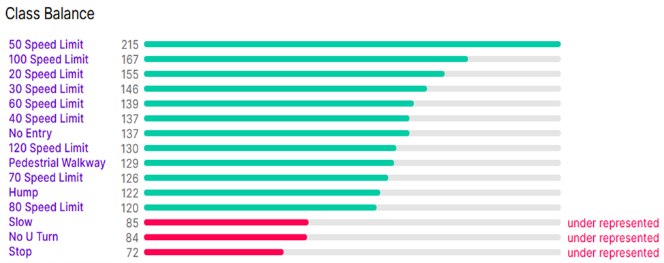 Class Balance
50 Speed Limit 215
100 Speed Limit 167
20 Speed Limit 155
30 Speed Limit 146
60 Speed Limit 139
40 Speed Limit 137
No Entry 137
120 Speed Limit 130
Pedestrial Walkway 129
70 Speed Limit 126
Hump 122
80 Speed Limit 120
Slow 85 under represented
No U Turn 84 under represented
Stop 72 under represented